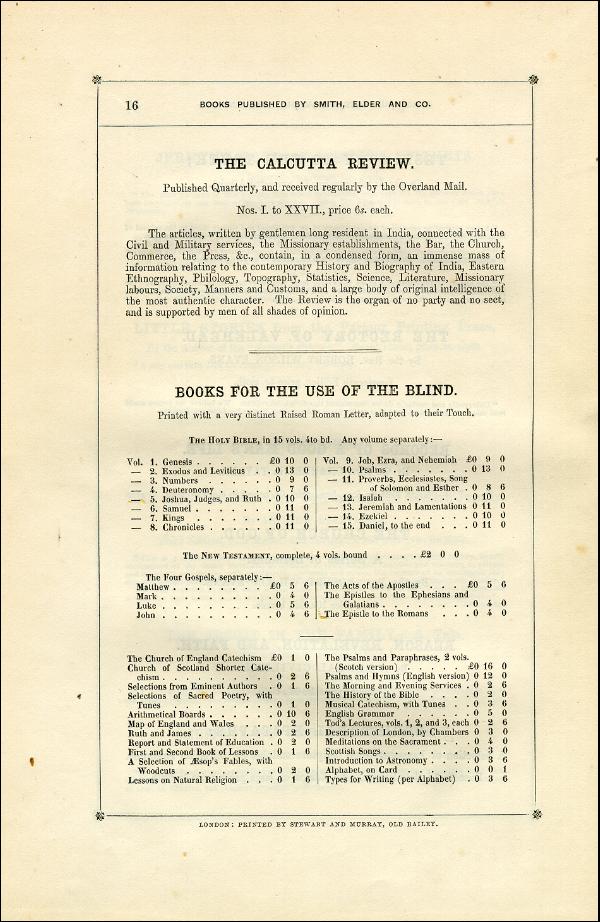 16 BOOKS PUBLISHED BY SMITH, ELDER AND CO.
THE CALCUTTA REVIEW.
Published Quarterly, and received regularly by the Overland Mail.
Nos. I. to XXVII., price 6s. each.
The articles, written by gentlemen long resident in India, connected with the
Civil and Military services, the Missionary establishments, the Bar, the Church,
Commerce, the Press, &c., contain, in a condensed form, an immense mass of
information relating to the contemporary History and Biography of India, Eastern
Ethnography, Philology, Topography, Statistics, Science, Literature, Missionary
labours, Society, Manners and Customs, and a large body of original intelligence of
the most authentic character. The Review is the organ of no party and no sect,
and is supported by men of all shades of opinion.
BOOKS FOR THE USE OF THE BLIND.
Printed with a very distinct Raised Roman Letter, adapted to their Touch.
THE HOLY BIBLE, in 15 vols. 4to bd. Any volume separately:—
Vol. 1. Genesis . . . . . . . £0 10 0
— 2. Exodus and Leviticus . . 0 13 0
— 3. Numbers . . . . . . 0 9 0
— 4. Deuteronomy . . . . . 0 7 6
— 5. Joshua, Judges, and Ruth . 0 10 0
— 6. Samuel . . . . . . . 0 11 0
— 7. Kings . . . . . . . 0 11 0
— 8. Chronicles . . . . . . 0 11 0
Vol. 9. Job, Ezra, and Nehemiah £0 9 0
— 10. Psalms . . . . . . . 0 13 0
— 11. Proverbs, Ecclesiastes, Song
of Solomon and Esther . 0 8 6
— 12. Isaiah . . . . . . . 0 10 0
— 13. Jeremiah and Lamentations 0 11 0
— 14. Ezekiel . . . . . . . 0 10 0
— 15. Daniel, to the end . . . 0 11 0
THE NEW TESTAMENT, complete, 4 vols. bound . . . . £2 0 0
The Four Gospels, separately:—
Matthew . . . . . . . . £0 5 6
Mark . . . . . . . . . . 0 4 0
Luke . . . . . . . . . . 0 5 6
John . . . . . . . . . . 0 4 6
The Acts of the Apostles . . . £0 5 6
The Epistles to the Ephesians and
Galatians . . . . . . . . 0 4 0
The Epistle to the Romans . . . 0 4 0
The Church of England Catechism £0 1 0
Church of Scotland Shorter Cate-
chism . . . . . . . . . . 0 2 6
Selections from Eminent Authors . 0 1 6
Selections of Sacred Poetry, with
Tunes . . . . . . . . . . 0 1 0
Arithmetical Boards . . . . . . 0 10 6
Map of England and Wales . . . 0 2 0
Ruth and James . . . . . . . 0 2 6
Report and Statement of Education . 0 2 0
First and Second Book of Lessons . 0 1 6
A Selection of Æsop's Fables, with
Woodcuts . . . . . . . . 0 2 0
Lessons on Natural Religion . . . 0 1 6
The Psalms and Paraphrases, 2 vols.
(Scotch version) . . . . . £0 16 0
Psalms and Hymns (English version) 0 12 0
The Morning and Evening Services . 0 2 6
The History of the Bible . . . . 0 2 0
Musical Catechism, with Tunes . . 0 3 6
English Grammar . . . . . . . 0 5 0
Tod's Lectures, vols. 1, 2, and 3, each 0 2 6
Description of London, by Chambers 0 3 0
Meditations on the Sacrament . . . 0 4 0
Scottish Songs . . . . . . . . 0 3 0
Introduction to Astronomy . . . . 0 3 6
Alphabet, on Card . . . . . . 0 0 1
Types for Writing (per Alphabet) . 0 3 6
LONDON: PRINTED BY STEWART AND MURRAY, OLD BAILEY.